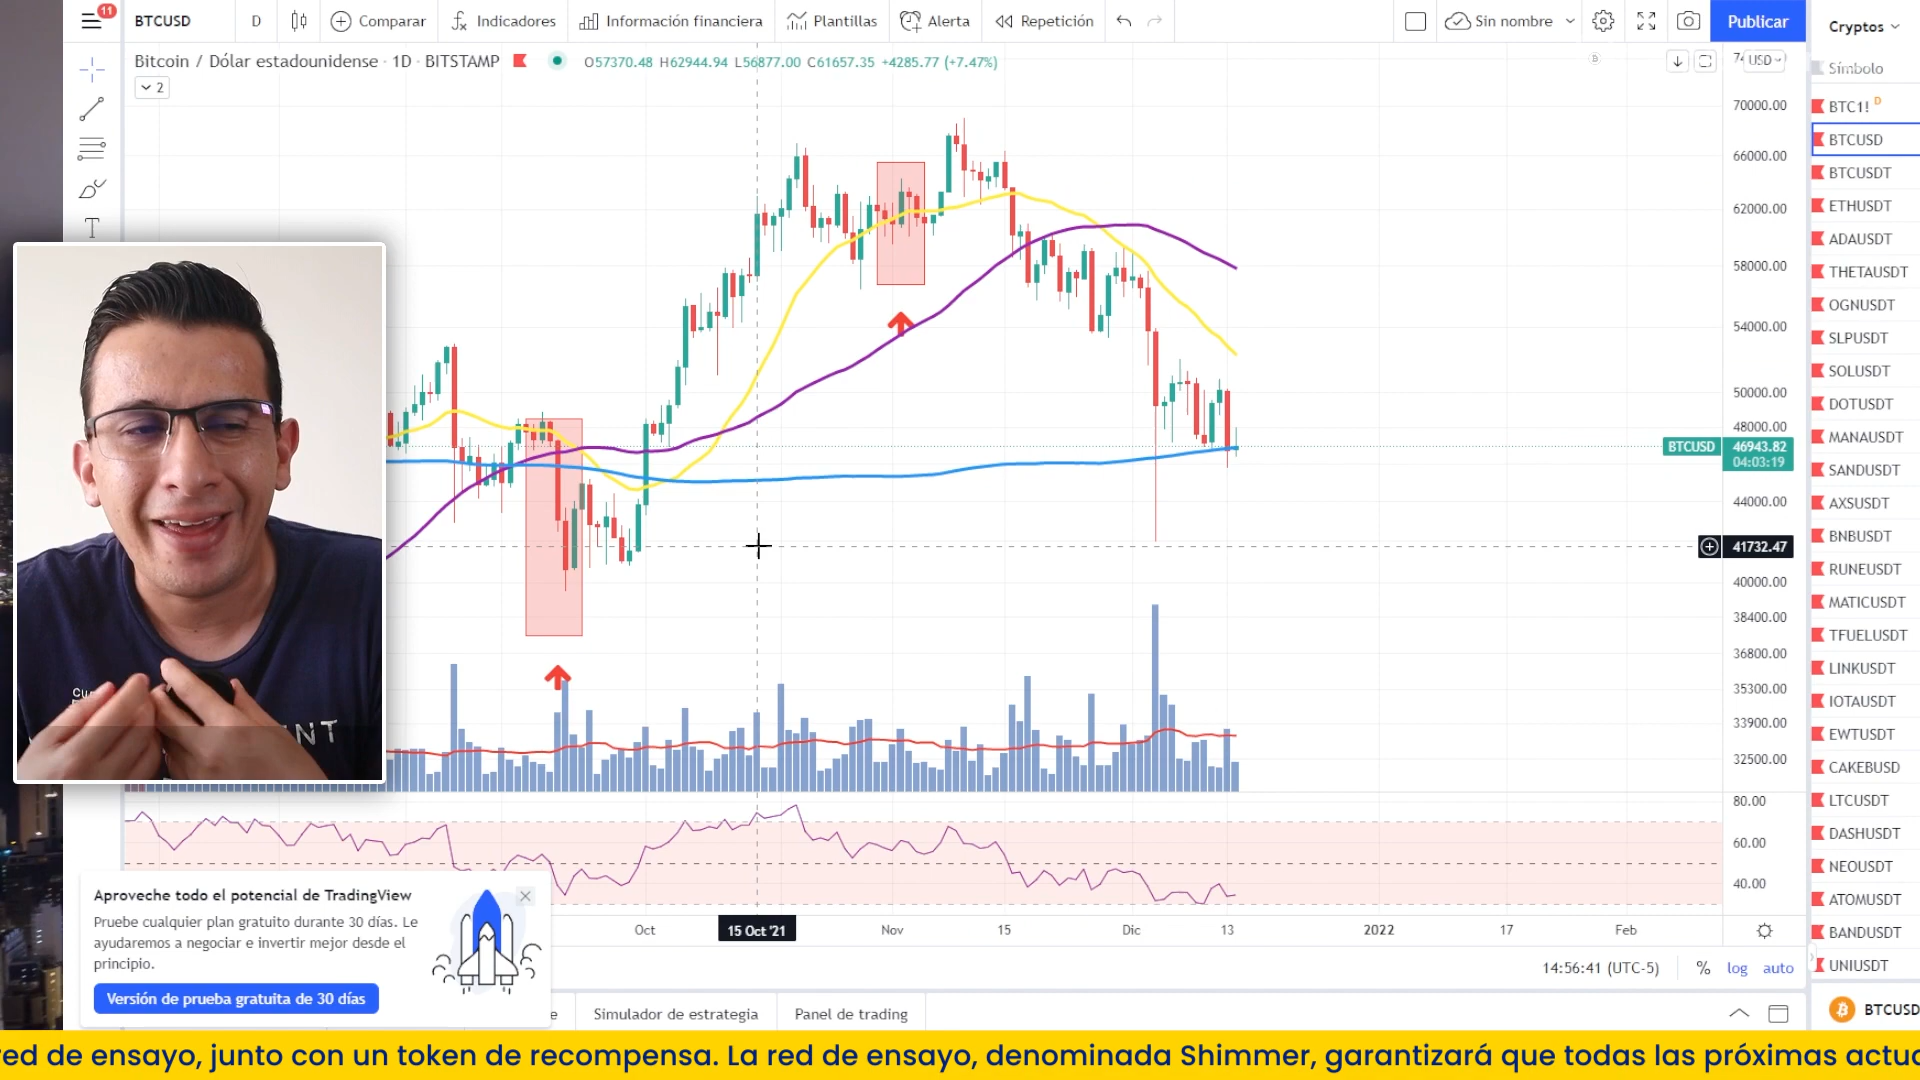 11
BTCUSD
D
Comparar
Indicadores
Información financiera
Plantillas
Alerta
Repetición
Sin nombre
Publicar
Bitcoin / Dólar estadounidense · 1D · BITSTAMP
O57370.48 H62944.94 L56877.00 C61657.35 +4285.77 (+7.47%)
2
USD
70000.00
66000.00
62000.00
58000.00
54000.00
50000.00
48000.00
BTCUSD
46943.82
04:03:19
44000.00
41732.47
40000.00
38400.00
36800.00
35300.00
33900.00
32500.00
80.00
60.00
40.00
Oct
15 Oct '21
Nov
15
Dic
13
2022
17
Feb
14:56:41 (UTC-5)
%
log
auto
Simulador de estrategia
Panel de trading
Aproveche todo el potencial de TradingView
Pruebe cualquier plan gratuito durante 30 días. Le
ayudaremos a negociar e invertir mejor desde el
principio.
Versión de prueba gratuita de 30 días
Cryptos
Símbolo
BTC1! D
BTCUSD
BTCUSDT
ETHUSDT
ADAUSDT
THETAUSDT
OGNUSDT
SLPUSDT
SOLUSDT
DOTUSDT
MANAUSDT
SANDUSDT
AXSUSDT
BNBUSDT
RUNEUSDT
MATICUSDT
TFUELUSDT
LINKUSDT
IOTAUSDT
EWTUSDT
CAKEBUSD
LTCUSDT
DASHUSDT
NEOUSDT
ATOMUSDT
BANDUSDT
UNIUSDT
BTCUSD
red de ensayo, junto con un token de recompensa. La red de ensayo, denominada Shimmer, garantizará que todas las próximas